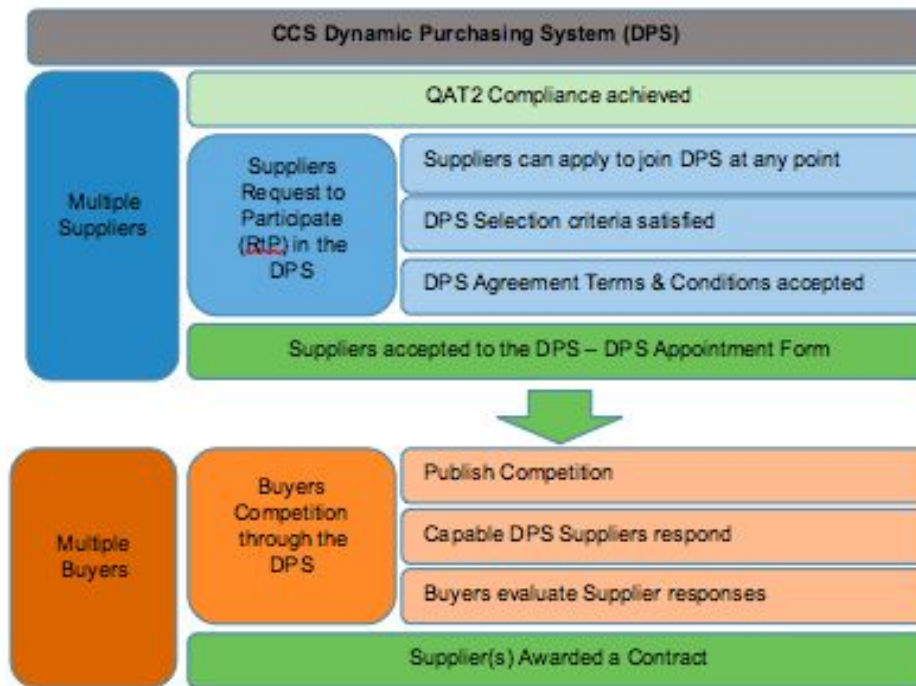 CCS Dynamic Purchasing System (DPS)
QAT2 Compliance achieved
Multiple
Suppliers
Suppliers
Request to
Participate
(RtP) in the
DPS
Suppliers can apply to join DPS at any point
DPS Selection criteria satisfied
DPS Agreement Terms & Conditions accepted
Suppliers accepted to the DPS – DPS Appointment Form
Multiple
Buyers
Buyers
Competition
through the
DPS
Publish Competition
Capable DPS Suppliers respond
Buyers evaluate Supplier responses
Supplier(s) Awarded a Contract